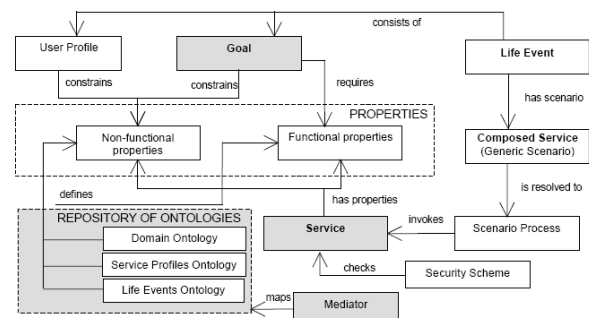 consists of
User Profile
Goal
Life Event
constrains
constrains
requires
has scenario
PROPERTIES
Non-functional
properties
Functional properties
Composed Service
(Generic Scenario)
defines
has properties
is resolved to
REPOSITORY OF ONTOLOGIES
Domain Ontology
Service Profiles Ontology
Life Events Ontology
Service
invokes
Scenario Process
checks
Security Scheme
maps
Mediator